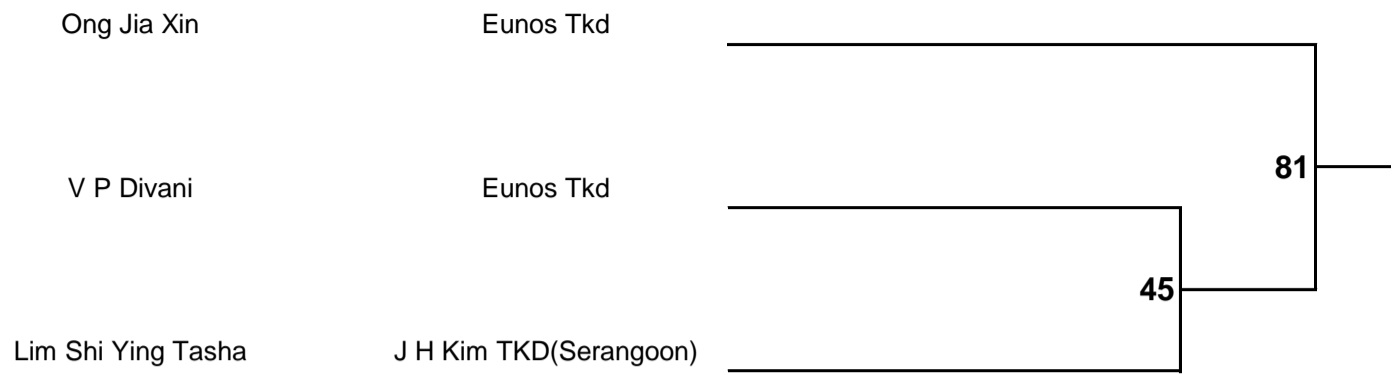 Ong Jia Xin Eunos Tkd
81
V P Divani Eunos Tkd
45
Lim Shi Ying Tasha J H Kim TKD(Serangoon)